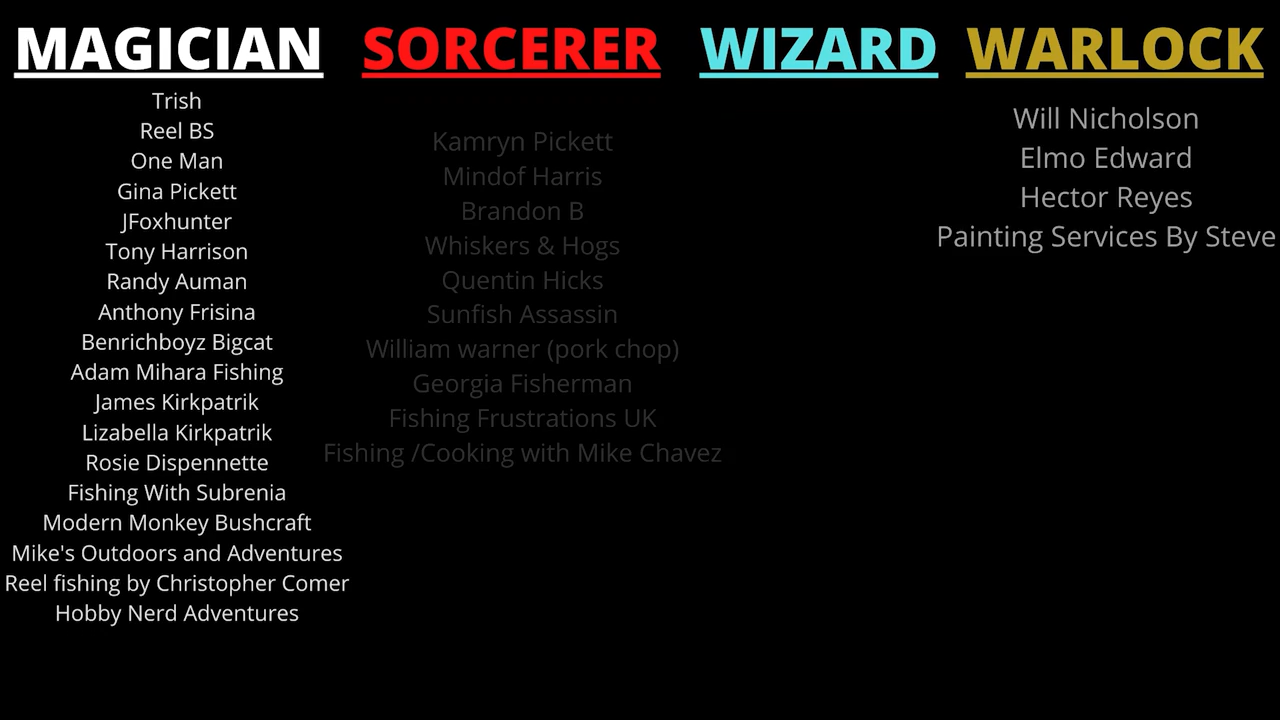 MAGICIAN
Trish
Reel BS
One Man
Gina Pickett
JFoxhunter
Tony Harrison
Randy Auman
Anthony Frisina
Benrichboyz Bigcat
Adam Mihara Fishing
James Kirkpatrik
Lizabella Kirkpatrik
Rosie Dispennette
Fishing With Subrenia
Modern Monkey Bushcraft
Mike's Outdoors and Adventures
Reel fishing by Christopher Comer
Hobby Nerd Adventures
SORCERER
Kamryn Pickett
Mindof Harris
Brandon B
Whiskers & Hogs
Quentin Hicks
Sunfish Assassin
William warner (pork chop)
Georgia Fisherman
Fishing Frustrations UK
Fishing /Cooking with Mike Chavez
WIZARD
WARLOCK
Will Nicholson
Elmo Edward
Hector Reyes
Painting Services By Steve